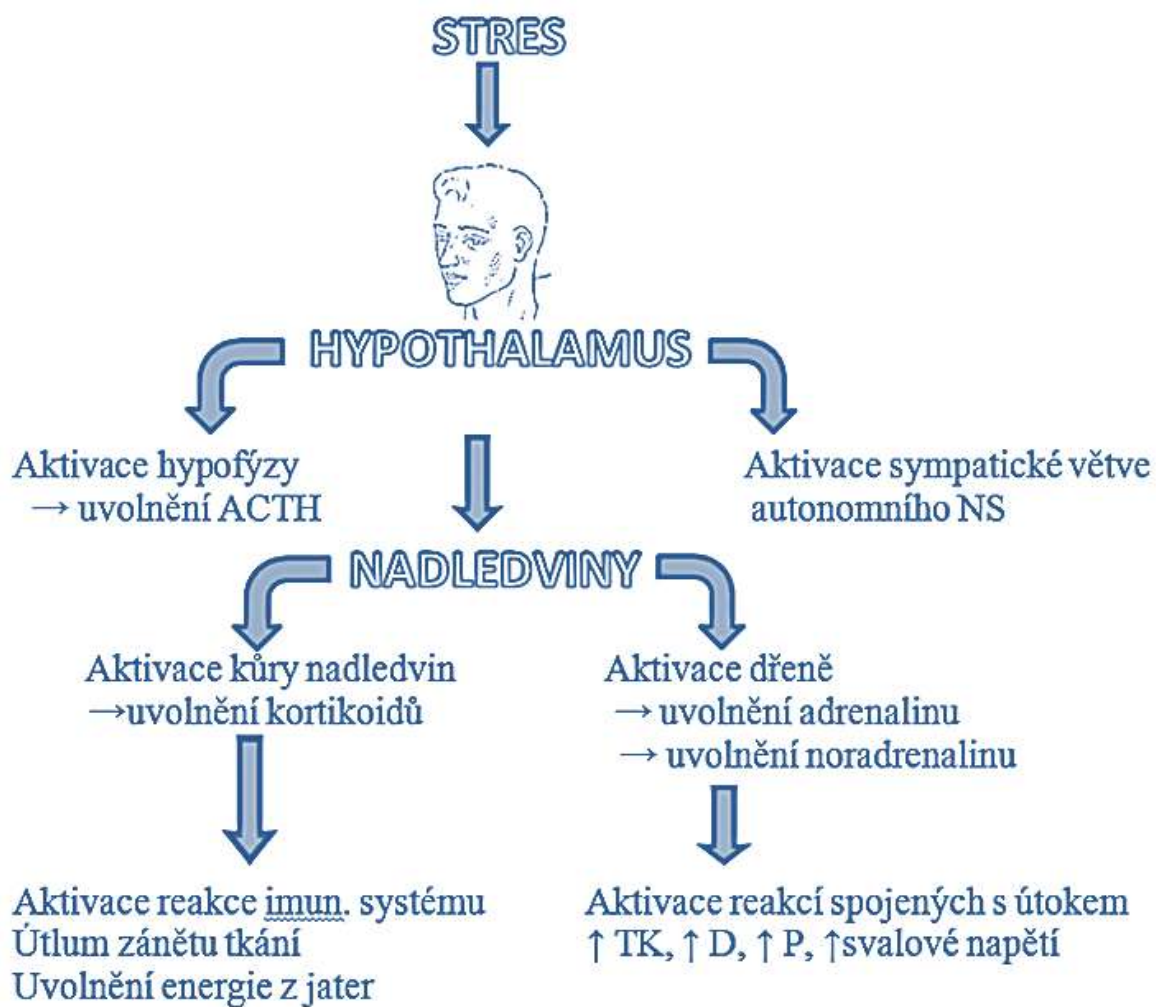 STRES
HYPOTHALAMUS
Aktivace hypofýzy
→ uvolnění ACTH
Aktivace sympatické větve
autonomního NS
NADLEDVINY
Aktivace kůry nadledvin
→uvolnění kortikoidů
Aktivace dřeně
→ uvolnění adrenalinu
→ uvolnění noradrenalinu
Aktivace reakce imun. systému
Útlum zánětu tkání
Uvolnění energie z jater
Aktivace reakcí spojených s útokem
↑ TK, ↑ D, ↑ P, ↑svalové napětí